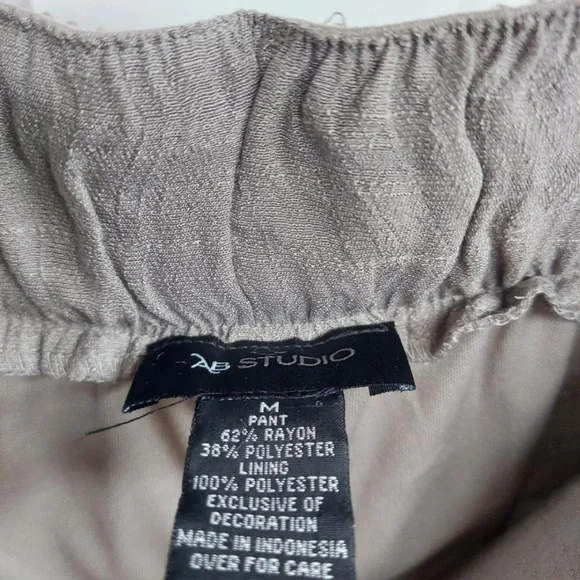 AB STUDIO
M
PANT
62% RAYON
38% POLYESTER
LINING
100% POLYESTER
EXCLUSIVE OF
DECORATION
MADE IN INDONESIA
OVER FOR CARE